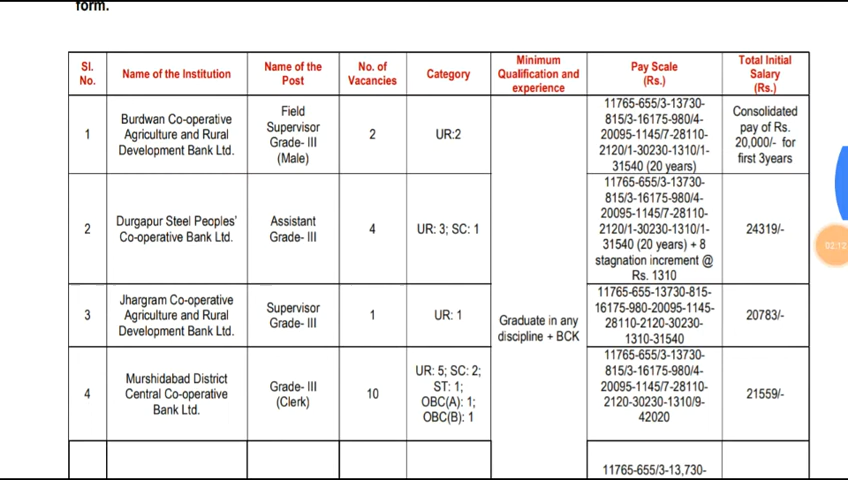 form.
Sl. No.
Name of the Institution
Name of the Post
No. of Vacancies
Category
Minimum Qualification and experience
Pay Scale (Rs.)
Total Initial Salary (Rs.)
1
Burdwan Co-operative
Agriculture and Rural
Development Bank Ltd.
Field
Supervisor
Grade- III
(Male)
2
UR:2
11765-655/3-13730-
815/3-16175-980/4-
20095-1145/7-28110-
2120/1-30230-1310/1-
31540 (20 years)
Consolidated
pay of Rs.
20,000/- for
first 3years
2
Durgapur Steel Peoples'
Co-operative Bank Ltd.
Assistant
Grade- III
4
UR: 3; SC: 1
11765-655/3-13730-
815/3-16175-980/4-
20095-1145/7-28110-
2120/1-30230-1310/1-
31540 (20 years) + 8
stagnation increment @
Rs. 1310
24319/-
3
Jhargram Co-operative
Agriculture and Rural
Development Bank Ltd.
Supervisor
Grade- III
1
UR: 1
Graduate in any
discipline + BCK
11765-655-13730-815-
16175-980-20095-1145-
28110-2120-30230-
1310-31540
20783/-
4
Murshidabad District
Central Co-operative
Bank Ltd.
Grade- III
(Clerk)
10
UR: 5; SC: 2;
ST: 1;
OBC(A): 1;
OBC(B): 1
11765-655/3-13730-
815/3-16175-980/4-
20095-1145/7-28110-
2120-30230-1310/9-
42020
21559/-
11765-655/3-13,730-
02:12